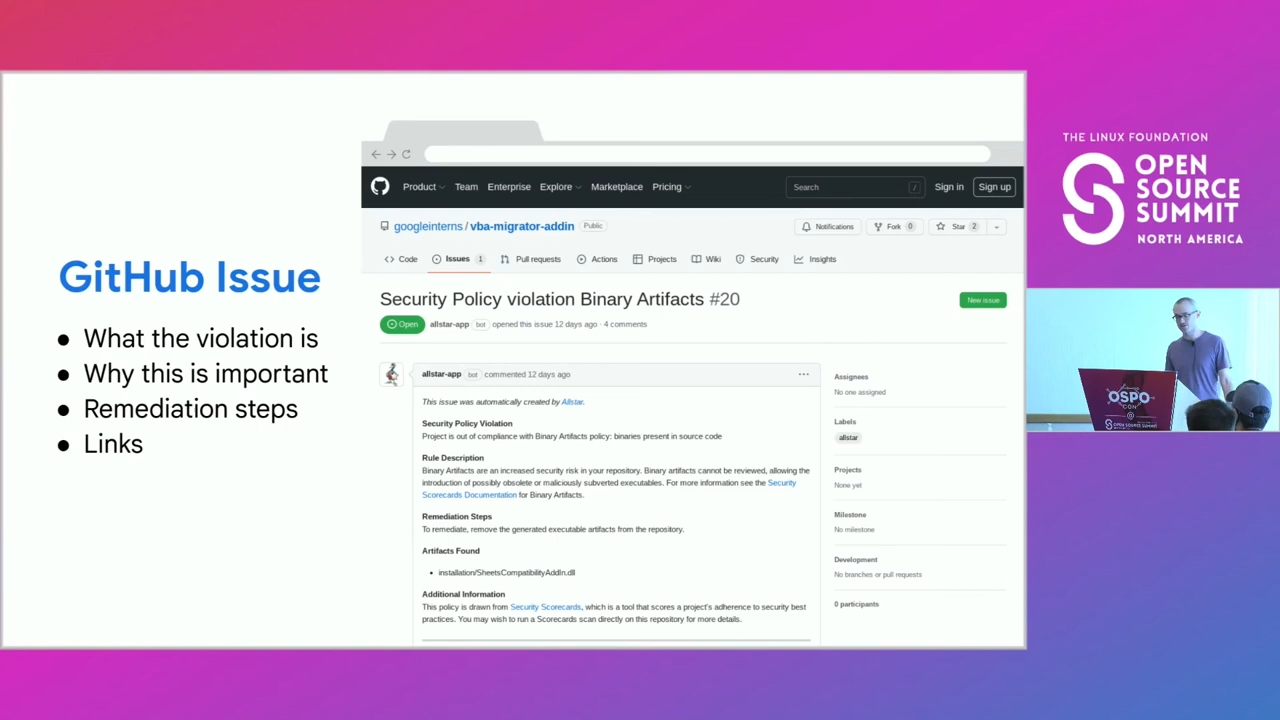 GitHub Issue
● What the violation is
● Why this is important
● Remediation steps
● Links
Product Team Enterprise Explore Marketplace Pricing Search / Sign in Sign up
googleinterns / vba-migrator-addin Public Notifications Fork 0 Star 2
Code Issues 1 Pull requests Actions Projects Wiki Security Insights
Security Policy violation Binary Artifacts #20
New issue
Open allstar-app bot opened this issue 12 days ago · 4 comments
allstar-app bot commented 12 days ago ···
This issue was automatically created by Allstar.
Security Policy Violation
Project is out of compliance with Binary Artifacts policy: binaries present in source code
Rule Description
Binary Artifacts are an increased security risk in your repository. Binary artifacts cannot be reviewed, allowing the
introduction of possibly obsolete or maliciously subverted executables. For more information see the Security
Scorecards Documentation for Binary Artifacts.
Remediation Steps
To remediate, remove the generated executable artifacts from the repository.
Artifacts Found
• installation/SheetsCompatibilityAddIn.dll
Additional Information
This policy is drawn from Security Scorecards, which is a tool that scores a project's adherence to security best
practices. You may wish to run a Scorecards scan directly on this repository for more details.
Assignees
No one assigned
Labels
allstar
Projects
None yet
Milestone
No milestone
Development
No branches or pull requests
0 participants
THE LINUX FOUNDATION
OPEN
SOURCE
SUMMIT
NORTH AMERICA
OSPO
CON
OPEN SOURCE SUMMIT